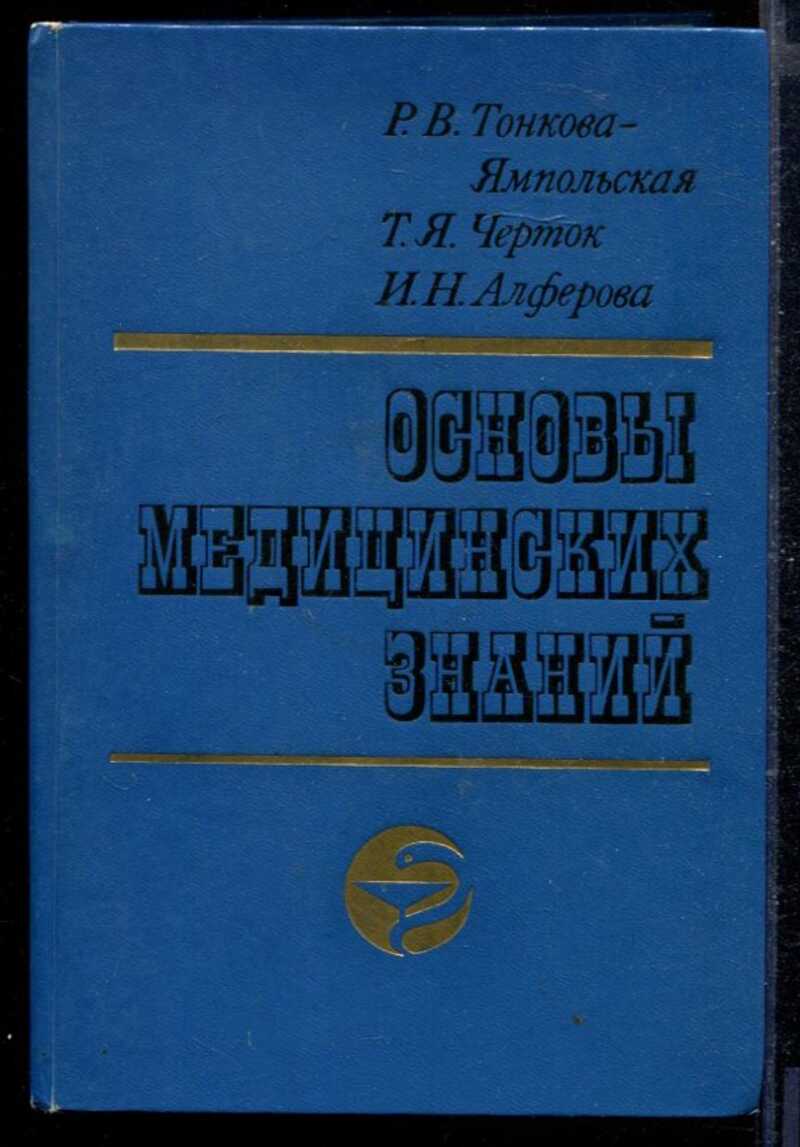 Р. В. Тонкова-
Ямпольская
Т. Я. Черток
И. Н. Алферова
ОСНОВЫ
МЕДИЦИНСКИХ
ЗНАНИЙ